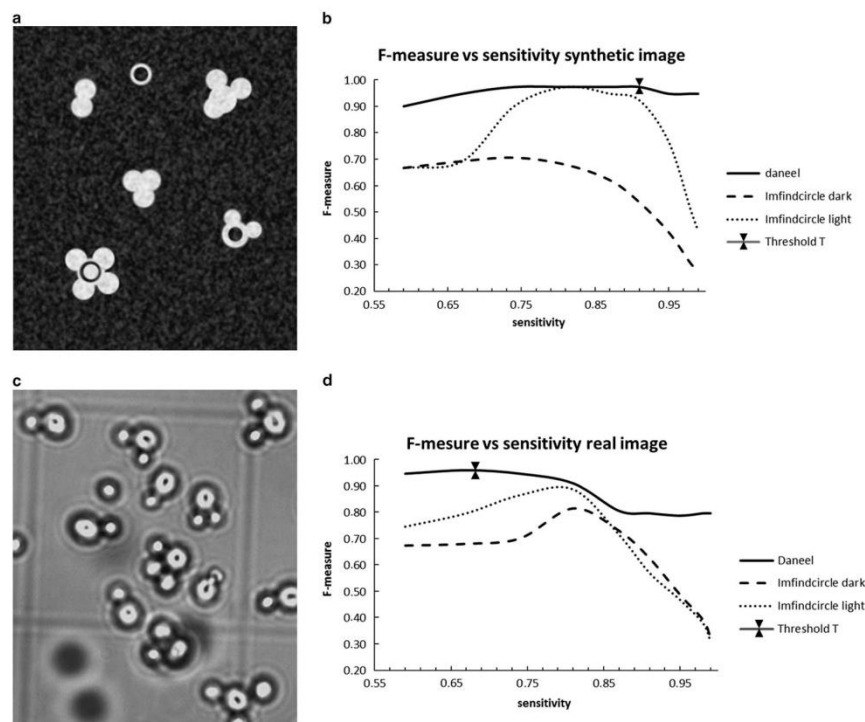 a
b
F-measure vs sensitivity synthetic image
1.00
0.90
0.80
0.70
0.60
0.50
0.40
0.30
0.20
F-measure
0.55 0.65 0.75 0.85 0.95
sensitivity
daneel
Imfindcircle dark
Imfindcircle light
Threshold T
c
d
F-mesure vs sensitivity real image
1.00
0.90
0.80
0.70
0.60
0.50
0.40
0.30
0.20
F-measure
0.55 0.65 0.75 0.85 0.95
sensitivity
Daneel
Imfindcircle dark
Imfindcircle light
Threshold T